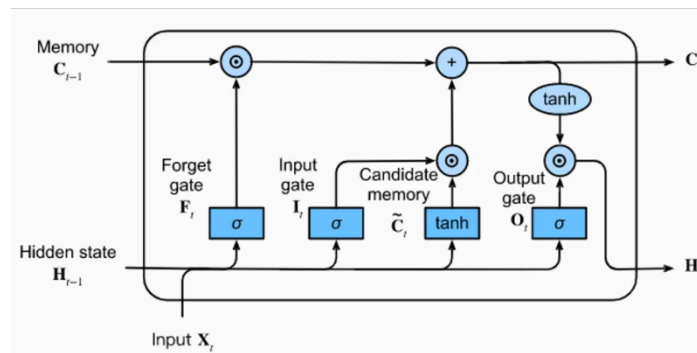 Memory
C_{t-1}
C
tanh
Forget
gate
F_t
Input
gate
I_t
Candidate
memory
C̃_t
Output
gate
O_t
σ
σ
tanh
σ
Hidden state
H_{t-1}
H
Input X_t